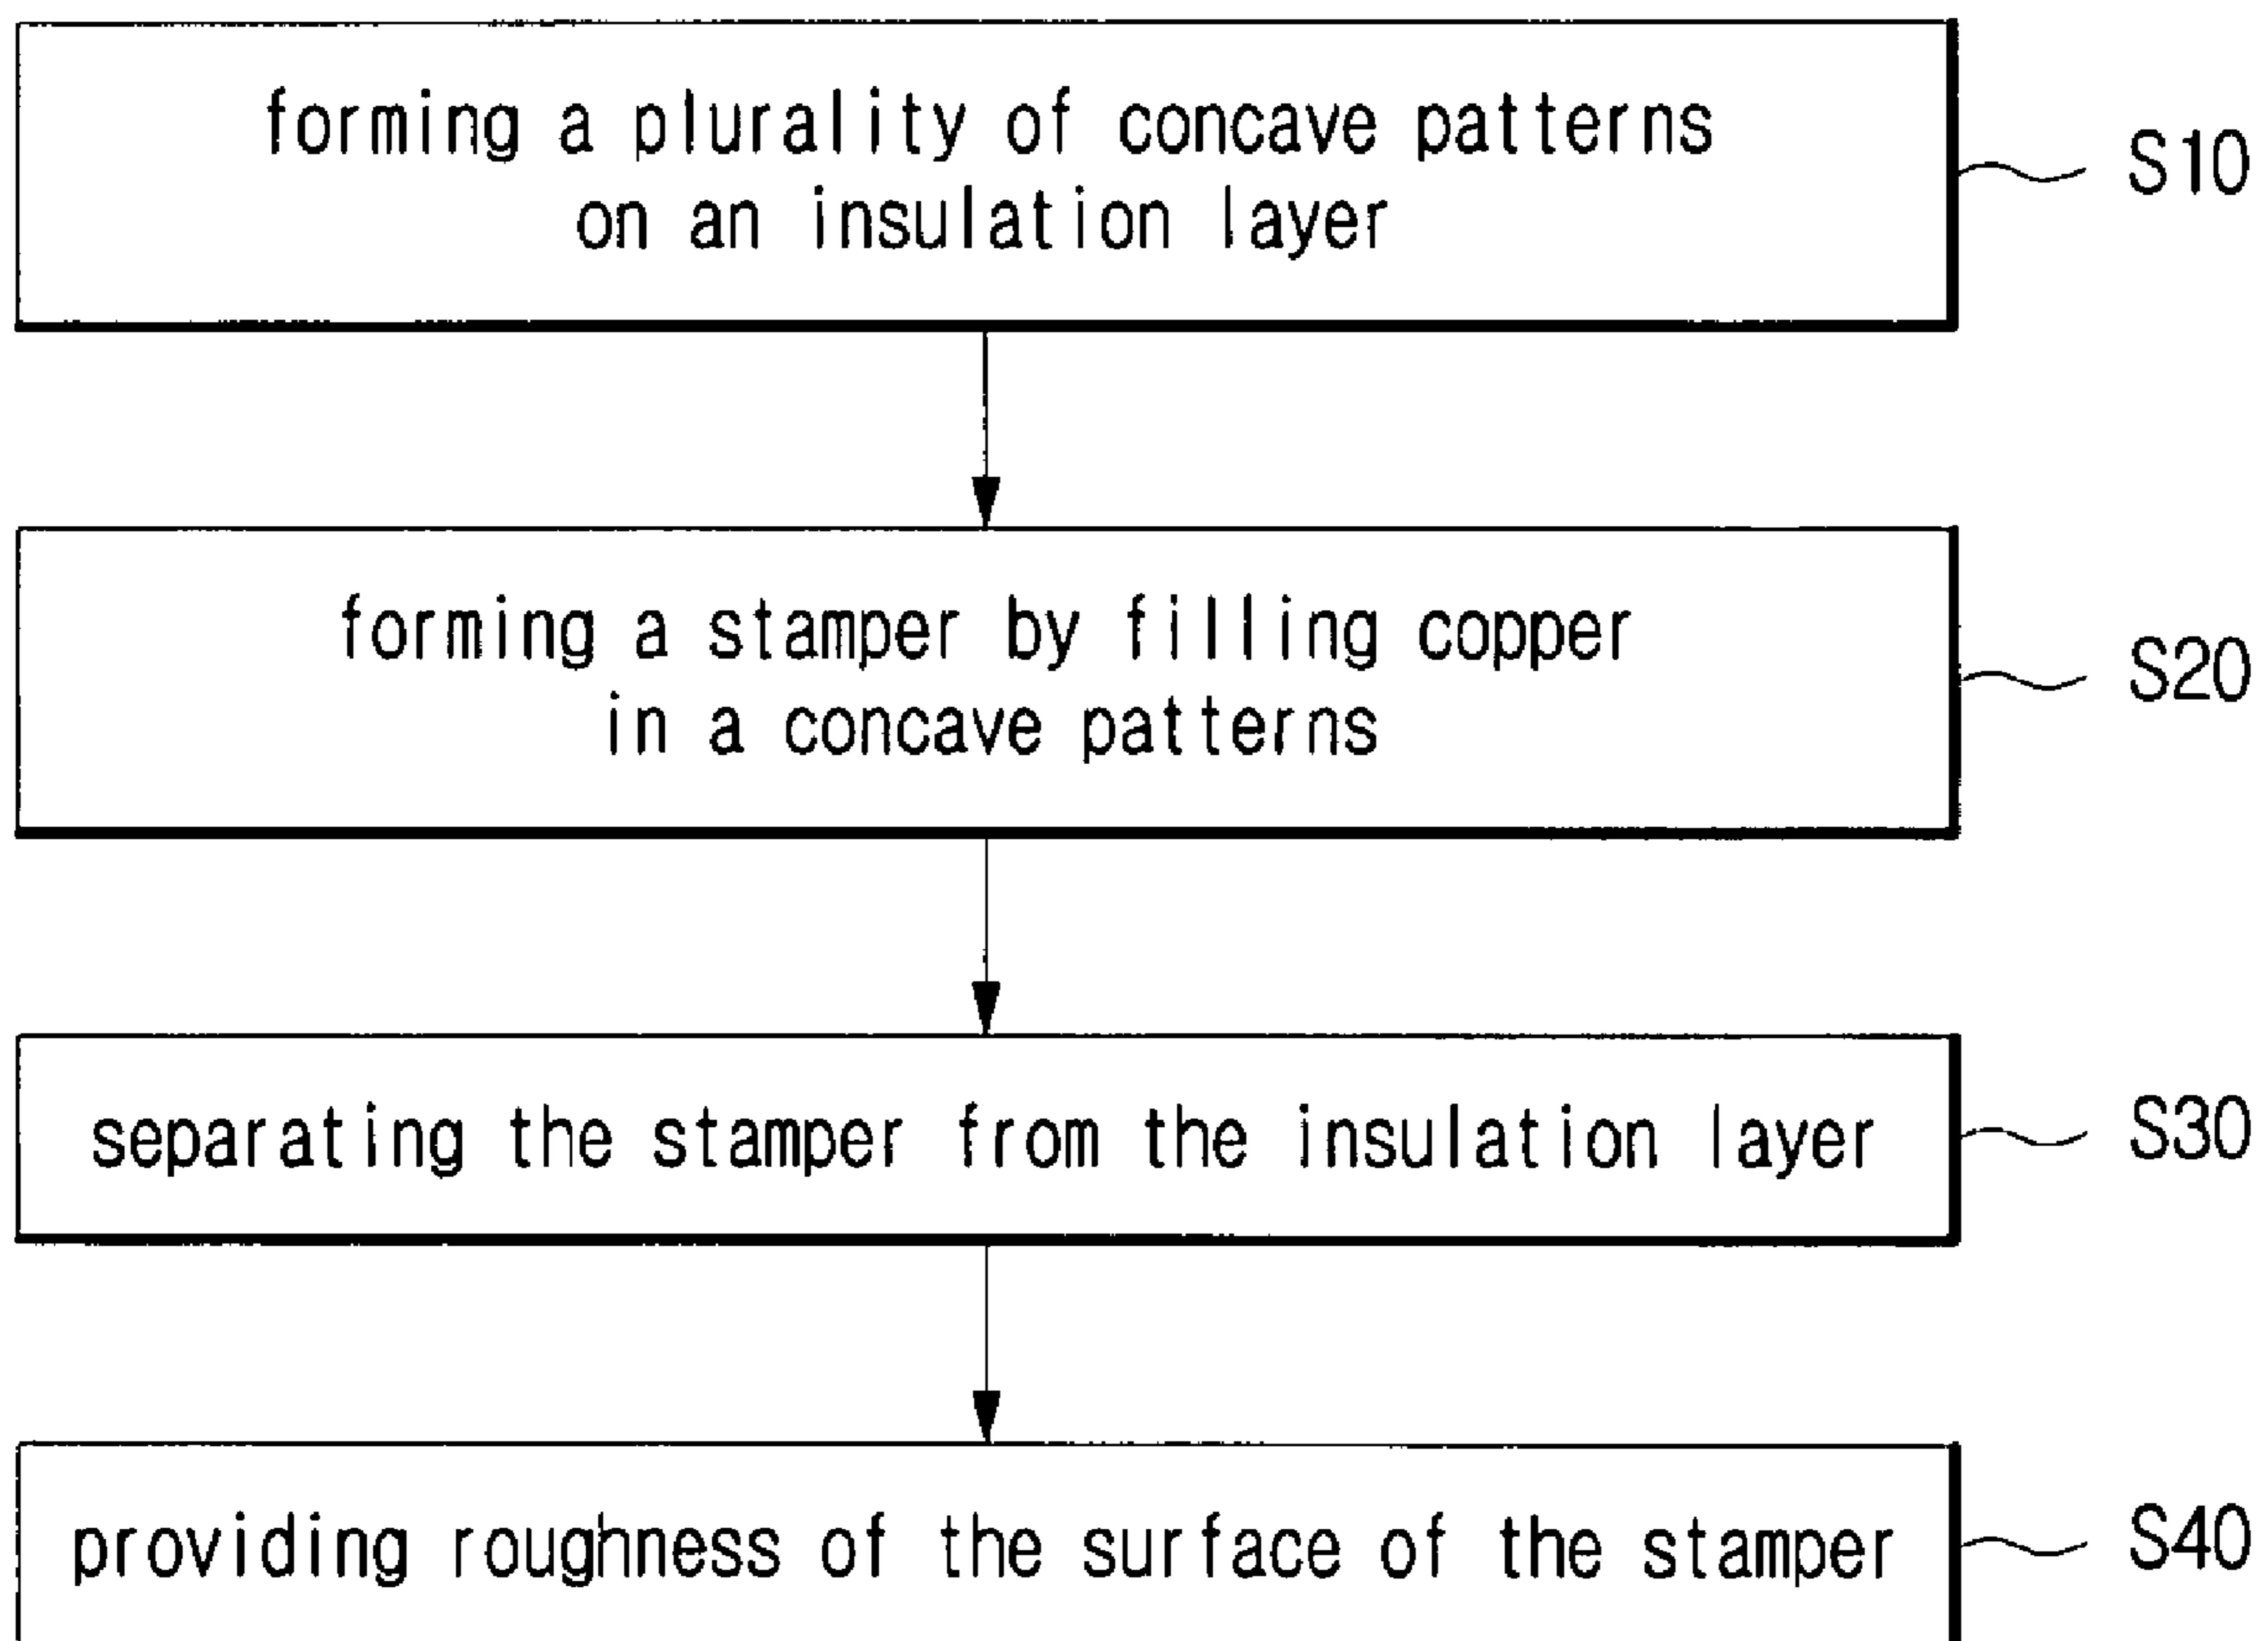 forming a plurality of concave patterns
on an insulation layer
S10
forming a stamper by filling copper
in a concave patterns
S20
separating the stamper from the insulation layer
S30
providing roughness of the surface of the stamper
S40